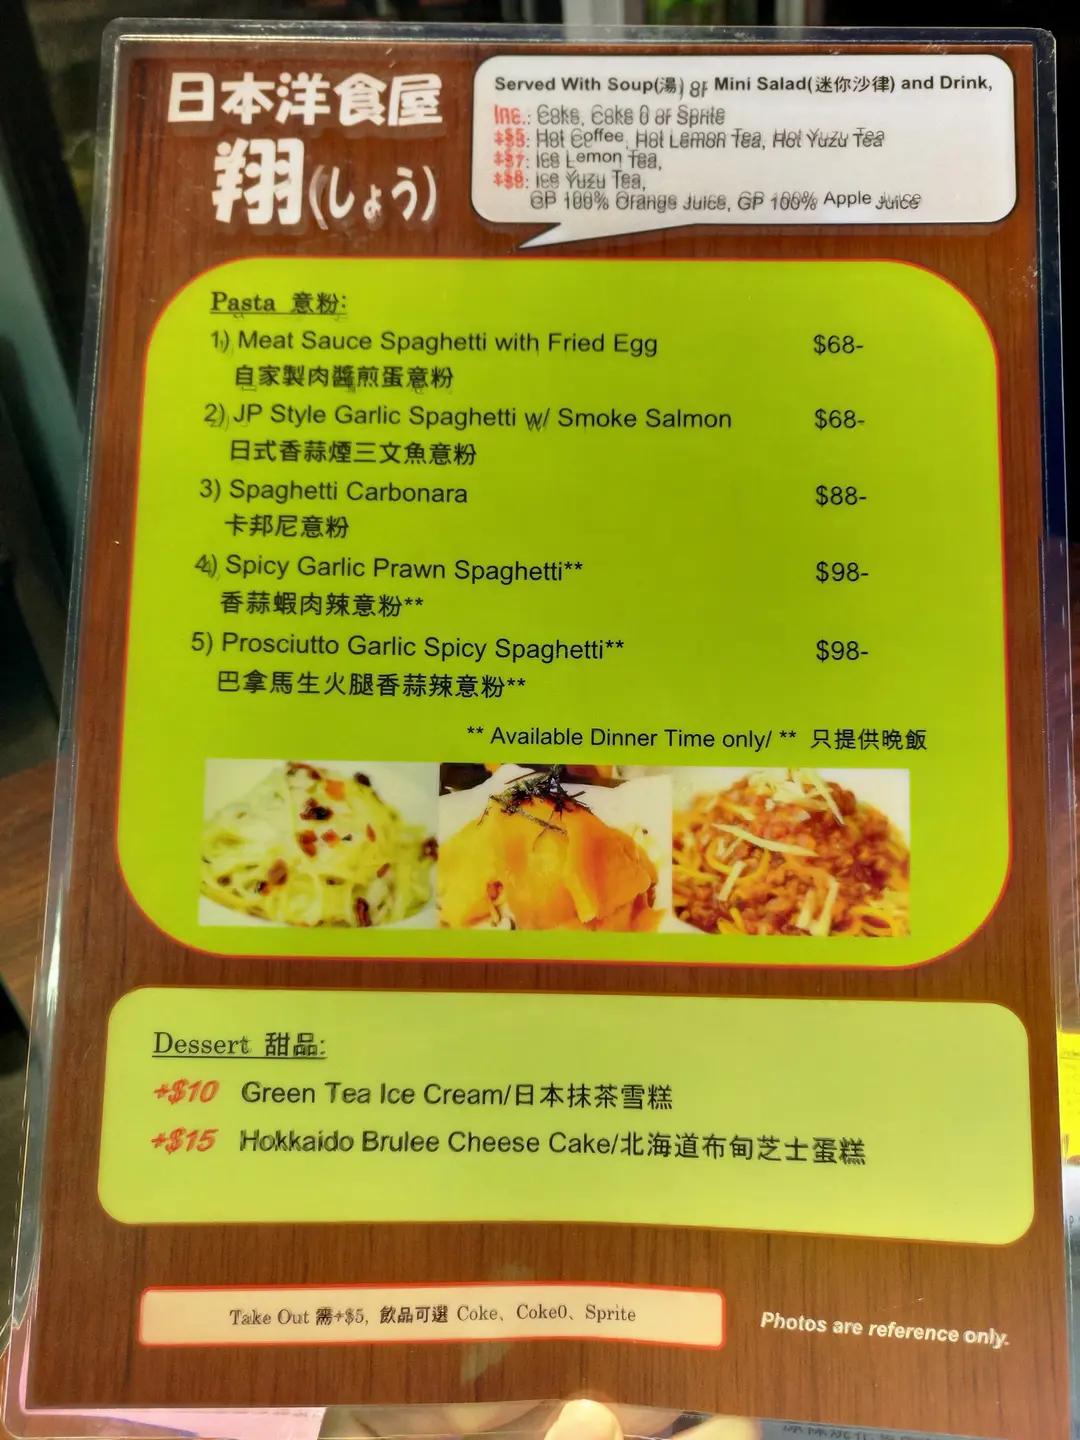 日本洋食屋
翔(しょう)
Served With Soup(湯) or Mini Salad(迷你沙律) and Drink,
Inc.: Coke, Coke 0 or Sprite
+$5: Hot Coffee, Hot Lemon Tea, Hot Yuzu Tea
+$7: Ice Lemon Tea,
+$8: Ice Yuzu Tea,
GP 100% Orange Juice, GP 100% Apple Juice
Pasta 意粉:
1) Meat Sauce Spaghetti with Fried Egg $68-
自家製肉醬煎蛋意粉
2) JP Style Garlic Spaghetti w/ Smoke Salmon $68-
日式香蒜煙三文魚意粉
3) Spaghetti Carbonara $88-
卡邦尼意粉
4) Spicy Garlic Prawn Spaghetti** $98-
香蒜蝦肉辣意粉**
5) Prosciutto Garlic Spicy Spaghetti** $98-
巴拿馬生火腿香蒜辣意粉**
** Available Dinner Time only/ ** 只提供晚飯
Dessert 甜品:
+$10 Green Tea Ice Cream/日本抹茶雪糕
+$15 Hokkaido Brulee Cheese Cake/北海道布甸芝士蛋糕
Take Out 需+$5, 飲品可選 Coke、Coke0、Sprite
Photos are reference only.